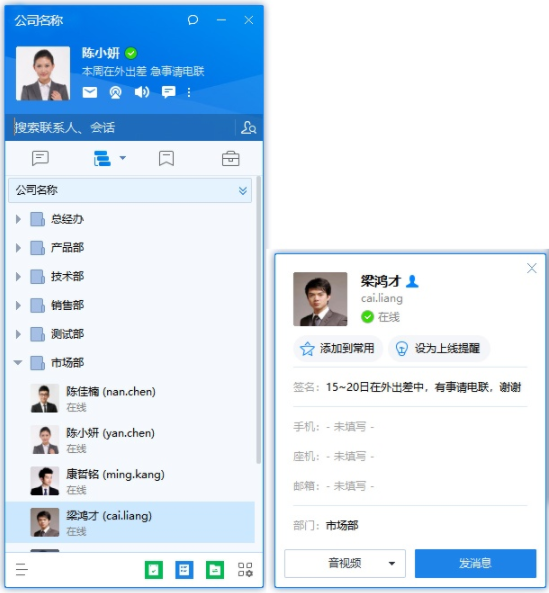 公司名称
陈小妍
本周在外出差 急事请电联
搜索联系人、会话
公司名称
总经办
产品部
技术部
销售部
测试部
市场部
陈佳楠 (nan.chen)
在线
陈小妍 (yan.chen)
在线
康哲铭 (ming.kang)
在线
梁鸿才 (cai.liang)
在线
梁鸿才
cai.liang
在线
添加到常用
设为上线提醒
签名: 15~20日在外出差中，有事请电联，谢谢
手机: - 未填写 -
座机: - 未填写 -
邮箱: - 未填写 -
部门: 市场部
音视频
发消息